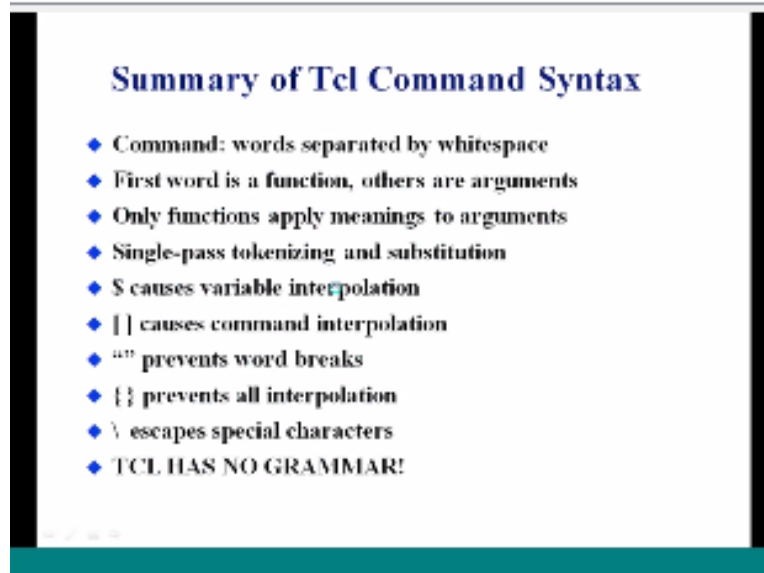 Summary of Tcl Command Syntax
Command: words separated by whitespace
First word is a function, others are arguments
Only functions apply meanings to arguments
Single-pass tokenizing and substitution
$ causes variable interpolation
[ ] causes command interpolation
“” prevents word breaks
{ } prevents all interpolation
\ escapes special characters
TCL HAS NO GRAMMAR!